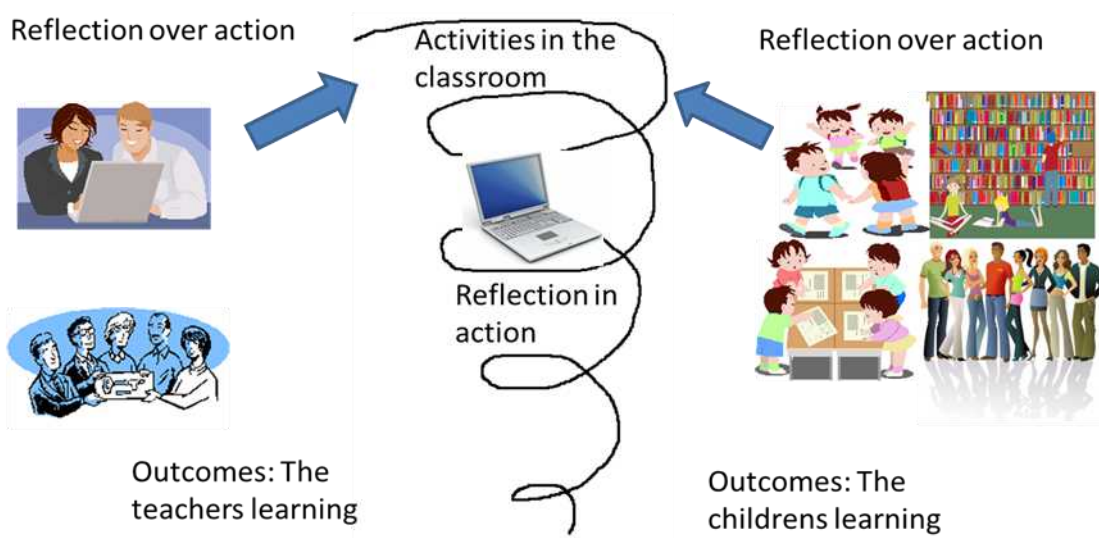 Reflection over action
Activities in the
classroom
Reflection over action
Reflection in
action
Outcomes: The
teachers learning
Outcomes: The
childrens learning